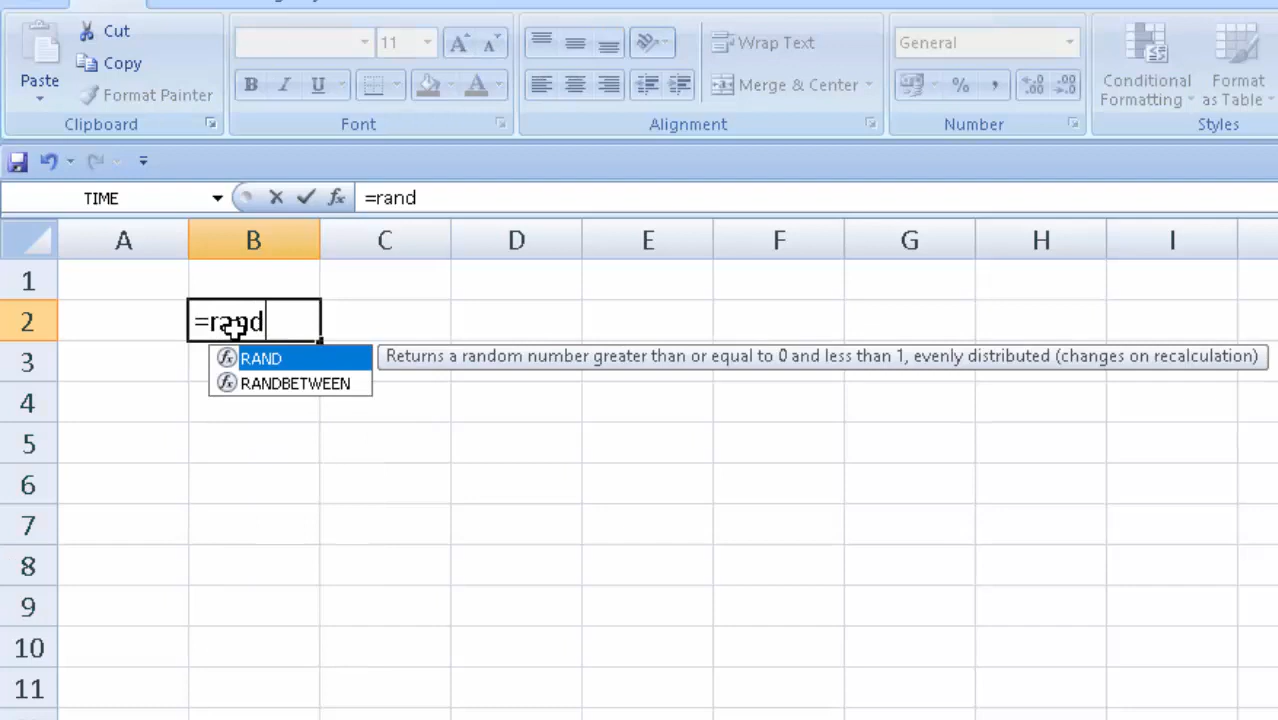 Cut
Copy
Paste
Format Painter
Clipboard
11
B I U A
Font
Wrap Text
Merge & Center
Alignment
General
% ,
Number
Conditional
Formatting
Format
as Table
Styles
TIME
fx
=rand
A B C D E F G H I
1
2 =rand
RAND
Returns a random number greater than or equal to 0 and less than 1, evenly distributed (changes on recalculation)
RANDBETWEEN
3
4
5
6
7
8
9
10
11